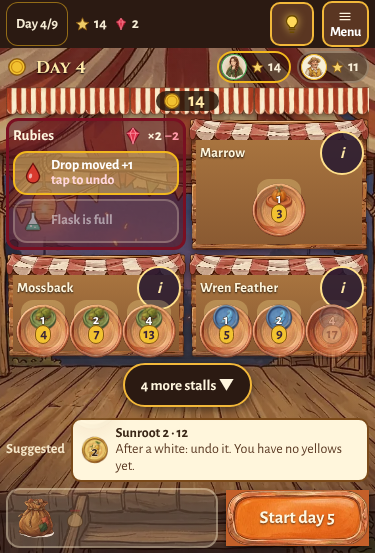 Day 4/9
14
2
Menu
DAY 4
14
11
14
Rubies
×2 –2
Drop moved +1
tap to undo
Flask is full
Marrow
i
1
3
Mossback
i
1
4
2
7
4
13
Wren Feather
i
1
5
2
9
4
17
4 more stalls ▼
Suggested
2
Sunroot 2 · 12
After a white: undo it. You have no yellows
yet.
Start day 5